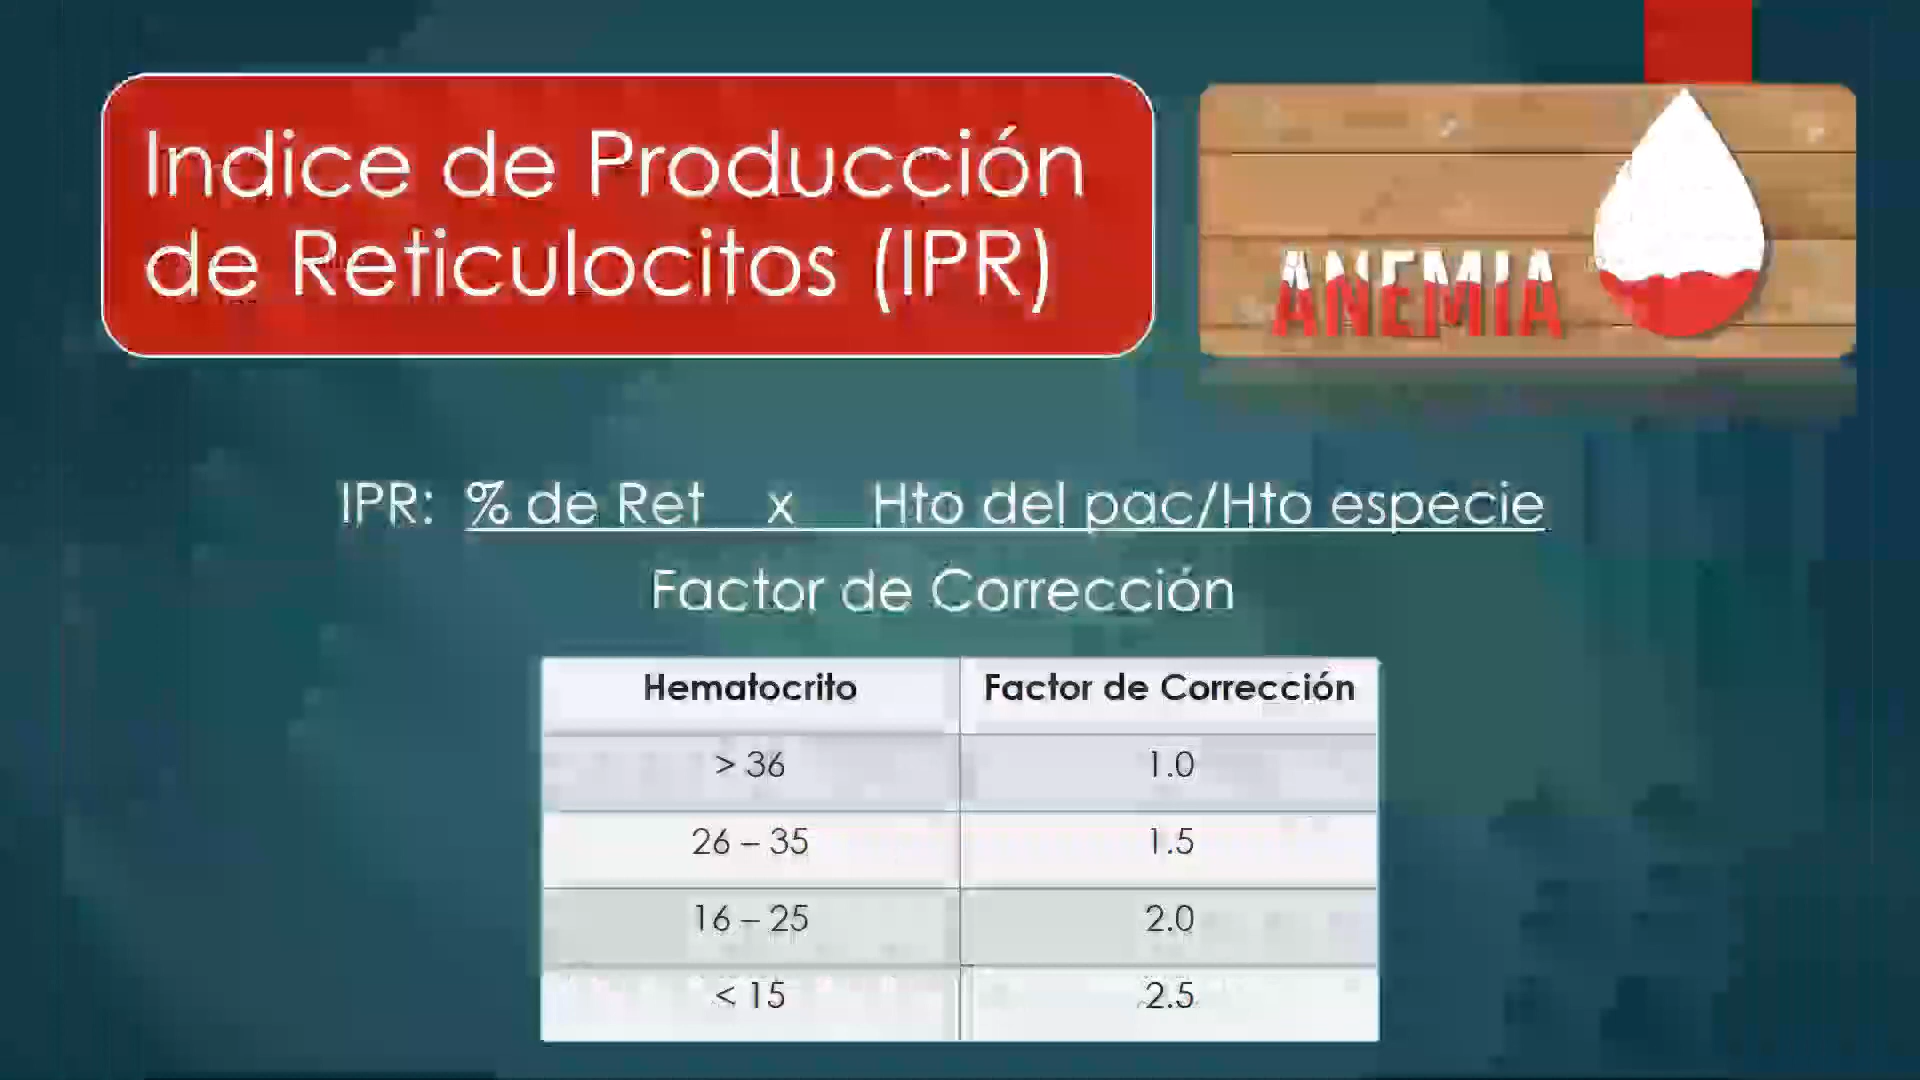 Indice de Producción
de Reticulocitos (IPR)
ANEMIA
IPR: % de Ret x Hto del pac/Hto especie
Factor de Corrección
Hematocrito Factor de Corrección
> 36 1.0
26 – 35 1.5
16 – 25 2.0
< 15 2.5